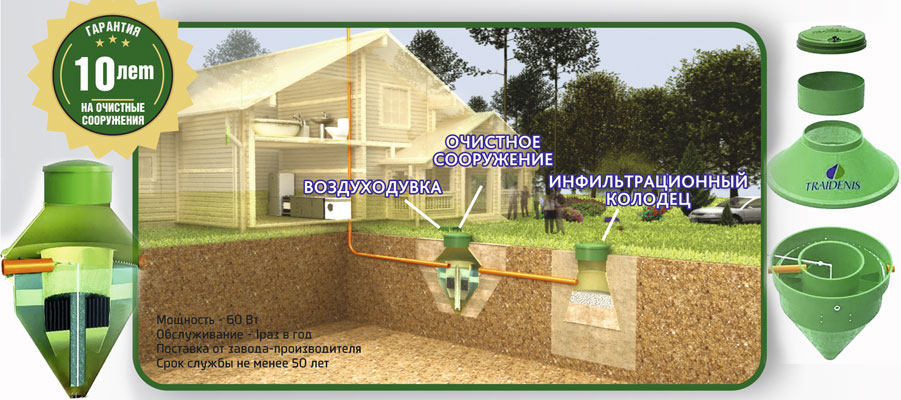 ГАРАНТИЯ
10 лет
НА ОЧИСТНЫЕ
СООРУЖЕНИЯ
ОЧИСТНОЕ
СООРУЖЕНИЕ
ВОЗДУХОДУВКА
ИНФИЛЬТРАЦИОННЫЙ
КОЛОДЕЦ
TRAIDENIS
Мощность - 60 Вт
Обслуживание - 1раз в год
Поставка от завода-производителя
Срок службы не менее 50 лет